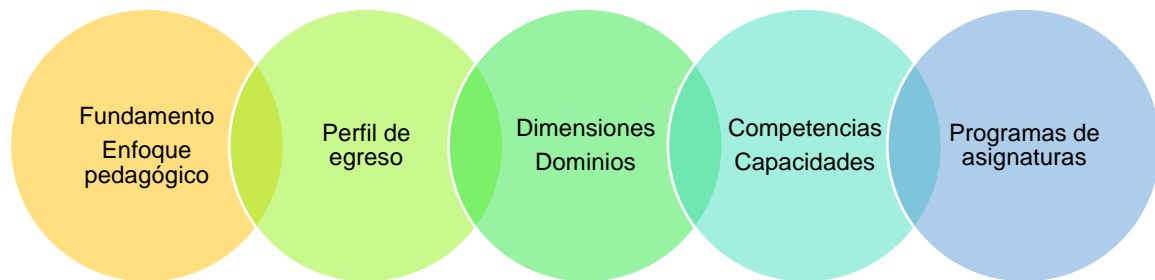 Fundamento
Enfoque
pedagógico
Perfil de
egreso
Dimensiones
Dominios
Competencias
Capacidades
Programas de
asignaturas